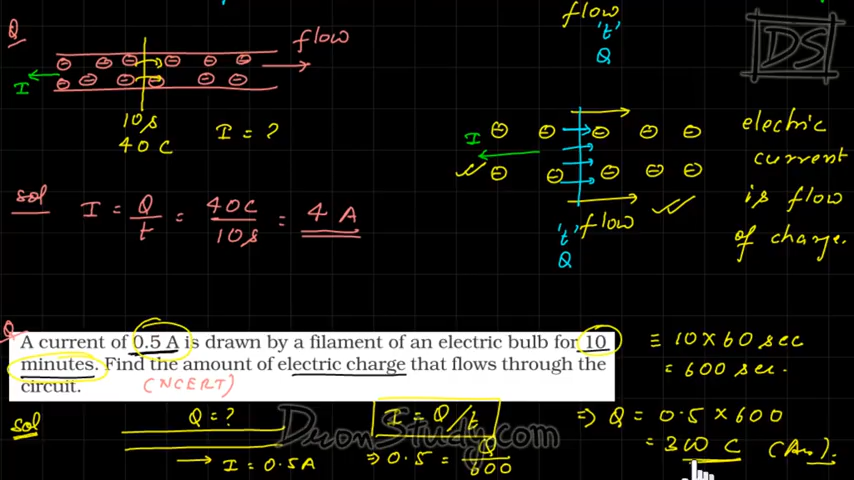 flow
't'
Q
DS
Q
flow
I
10s
40C
I = ?
I
flow
't'
Q
electric
current
is flow
of charge.
sol
I = Q/t = 40C/10s = 4 A
Q
A current of 0.5 A is drawn by a filament of an electric bulb for 10
minutes. Find the amount of electric charge that flows through the
circuit.
(NCERT)
≡ 10 × 60 sec
= 600 sec.
sol
Q = ?
→ I = 0.5A
I = Q/t
⇒ 0.5 = Q/600
⇒ Q = 0.5 × 600
= 300 C (Ans).
DronStudy.com